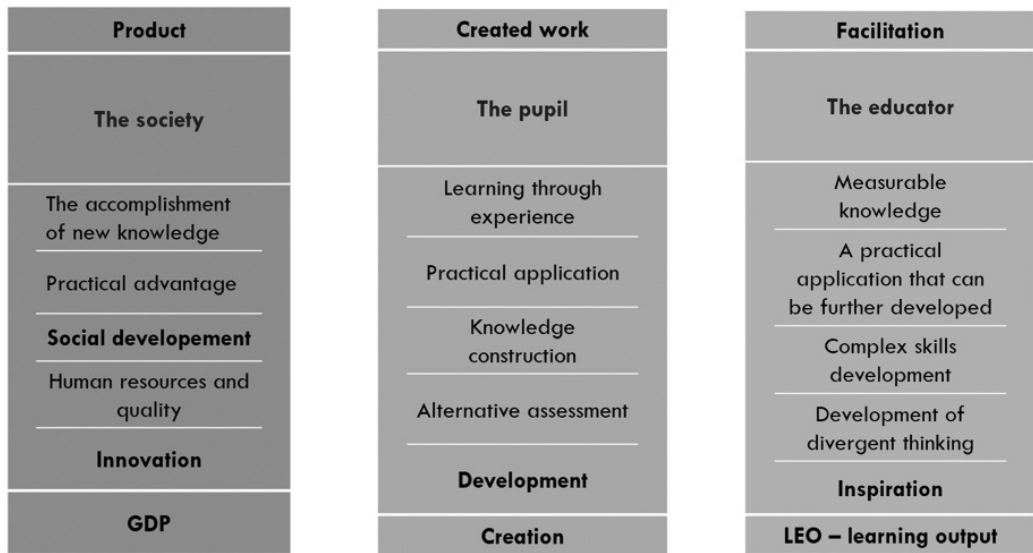 Product
The society
The accomplishment
of new knowledge
Practical advantage
Social developement
Human resources and
quality
Innovation
GDP
Created work
The pupil
Learning through
experience
Practical application
Knowledge
construction
Alternative assessment
Development
Creation
Facilitation
The educator
Measurable
knowledge
A practical
application that can
be further developed
Complex skills
development
Development of
divergent thinking
Inspiration
LEO – learning output